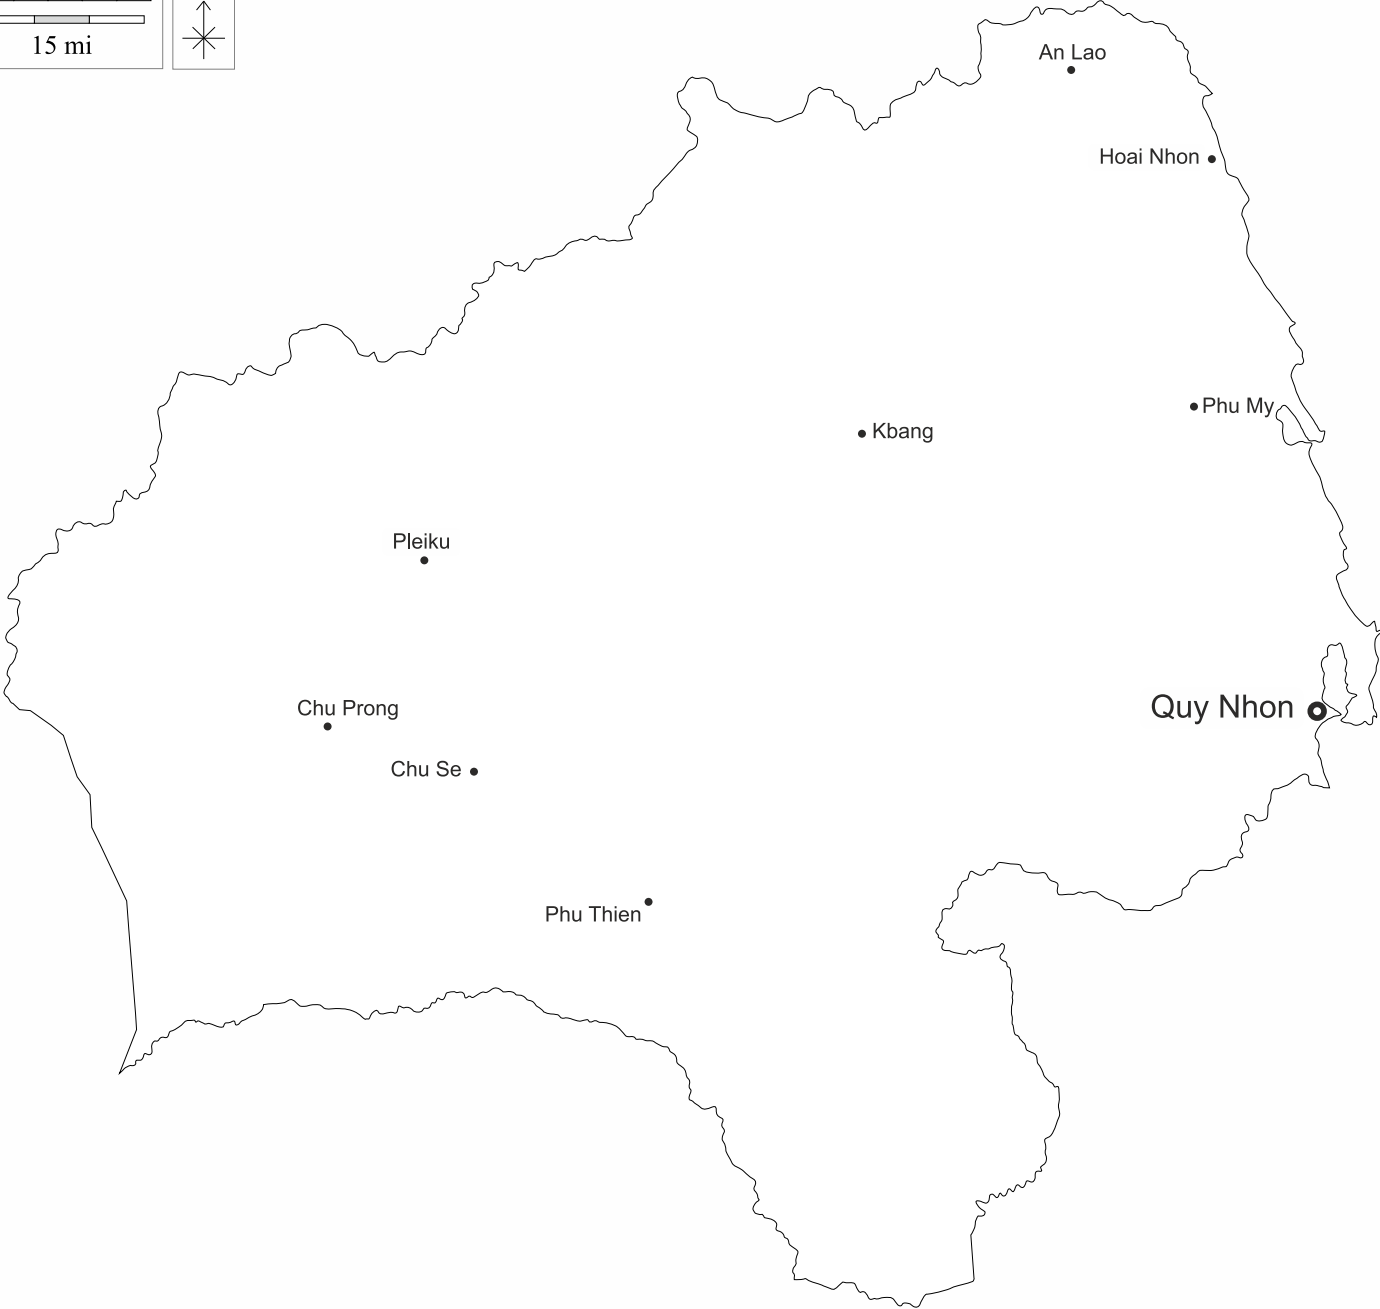 15 mi
An Lao
Hoai Nhon
Phu My
Kbang
Pleiku
Quy Nhon
Chu Prong
Chu Se
Phu Thien